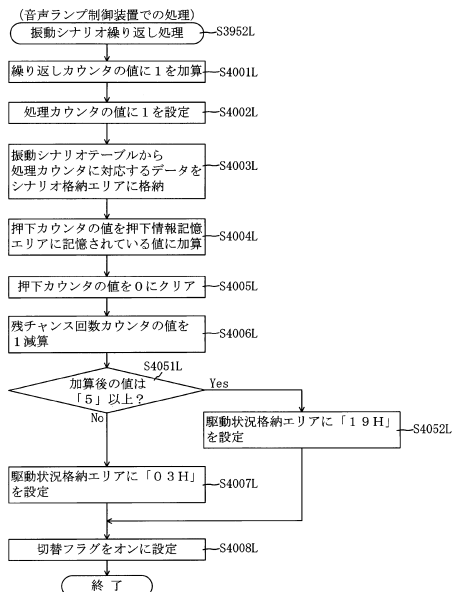 （音声ランプ制御装置での処理）
振動シナリオ繰り返し処理
S3952L
繰り返しカウンタの値に１を加算
S4001L
処理カウンタの値に１を設定
S4002L
振動シナリオテーブルから
処理カウンタに対応するデータを
シナリオ格納エリアに格納
S4003L
押下カウンタの値を押下情報記憶
エリアに記憶されている値に加算
S4004L
押下カウンタの値を０にクリア
S4005L
残チャンス回数カウンタの値を
１減算
S4006L
S4051L
加算後の値は
「５」以上？
Yes
No
駆動状況格納エリアに「１９Ｈ」
を設定
S4052L
駆動状況格納エリアに「０３Ｈ」
を設定
S4007L
切替フラグをオンに設定
S4008L
終了